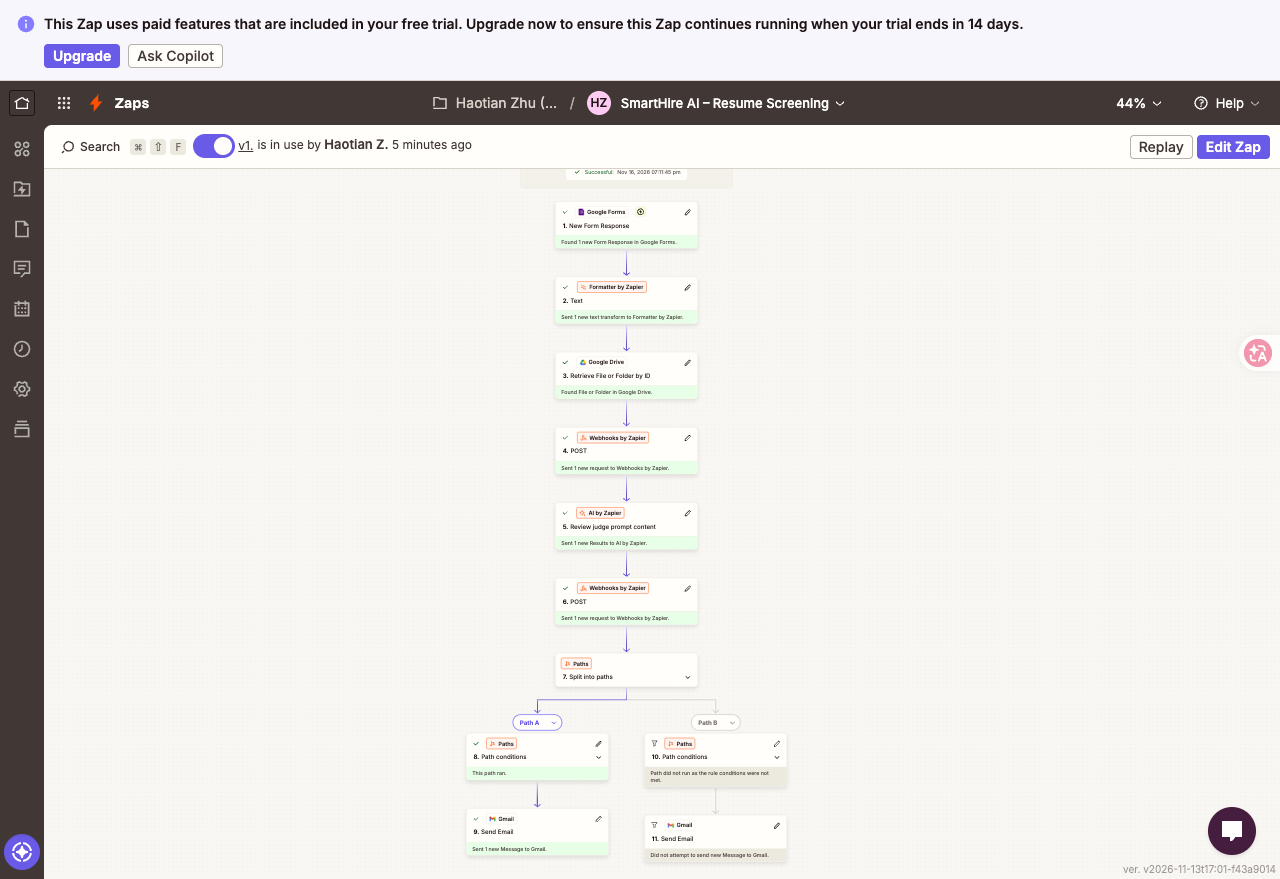 This Zap uses paid features that are included in your free trial. Upgrade now to ensure this Zap continues running when your trial ends in 14 days.
Upgrade
Ask Copilot
Zaps
Haotian Zhu (...
/
HZ
SmartHire AI – Resume Screening
44%
Help
Search
⌘ ⇧ F
v1. is in use by Haotian Z. 5 minutes ago
Replay
Edit Zap
Successful: Nov 16, 2026 07:11:45 pm
Google Forms
1. New Form Response
Found 1 new Form Response in Google Forms.
Formatter by Zapier
2. Text
Sent 1 new text transform to Formatter by Zapier.
Google Drive
3. Retrieve File or Folder by ID
Found File or Folder in Google Drive.
Webhooks by Zapier
4. POST
Sent 1 new request to Webhooks by Zapier.
AI by Zapier
5. Review judge prompt content
Sent 1 new Results to AI by Zapier.
Webhooks by Zapier
6. POST
Sent 1 new request to Webhooks by Zapier.
Paths
7. Split into paths
Path A
Paths
8. Path conditions
This path ran.
Gmail
9. Send Email
Sent 1 new Message to Gmail.
Path B
Paths
10. Path conditions
Path did not run as the rule conditions were not
met.
Gmail
11. Send Email
Did not attempt to send new Message to Gmail.
ver. v2026-11-13t17:01-f43a9014